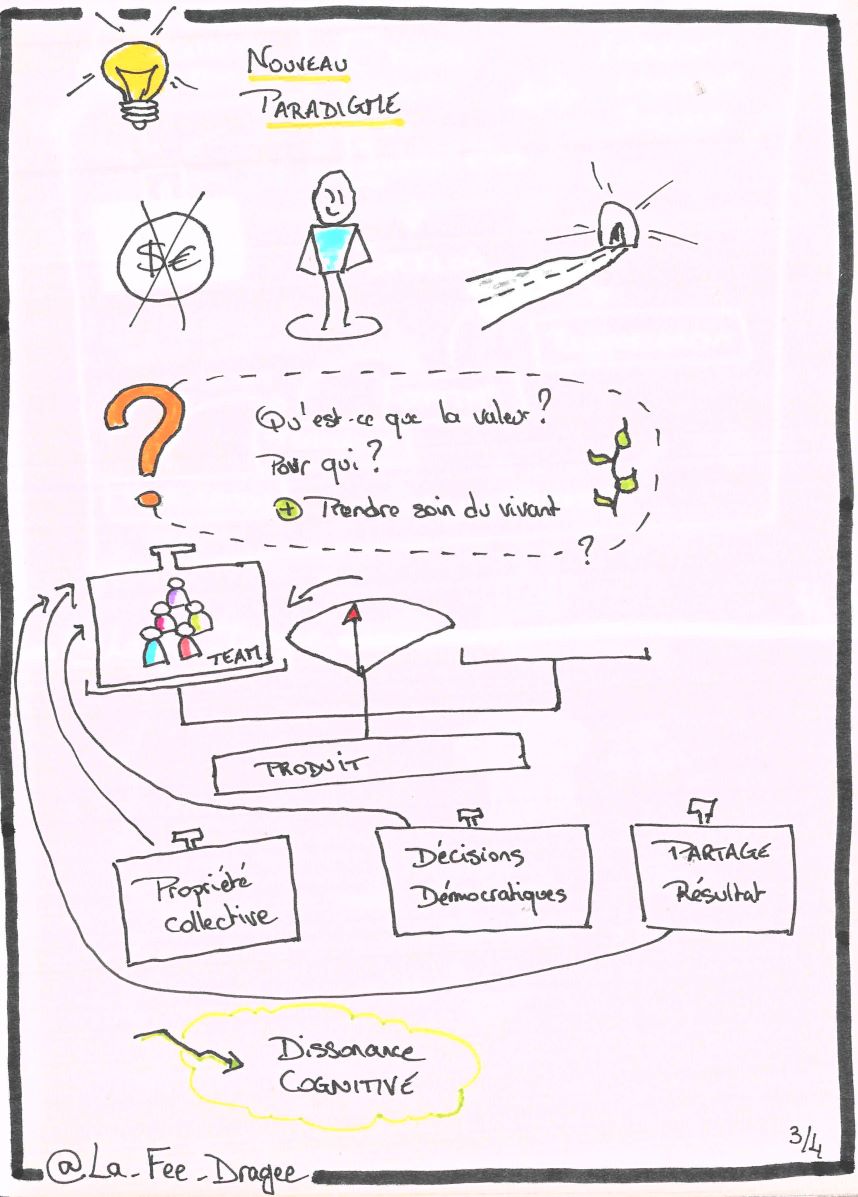 NOUVEAU
PARADIGME
$ €
?
Qu'est-ce que la valeur?
Pour qui?
+ Prendre soin du vivant
?
TEAM
PRODUIT
Propriété
collective
Décisions
Démocratiques
PARTAGE
Résultat
Dissonance
COGNITIVE
3/4
@La_Fee_Dragee